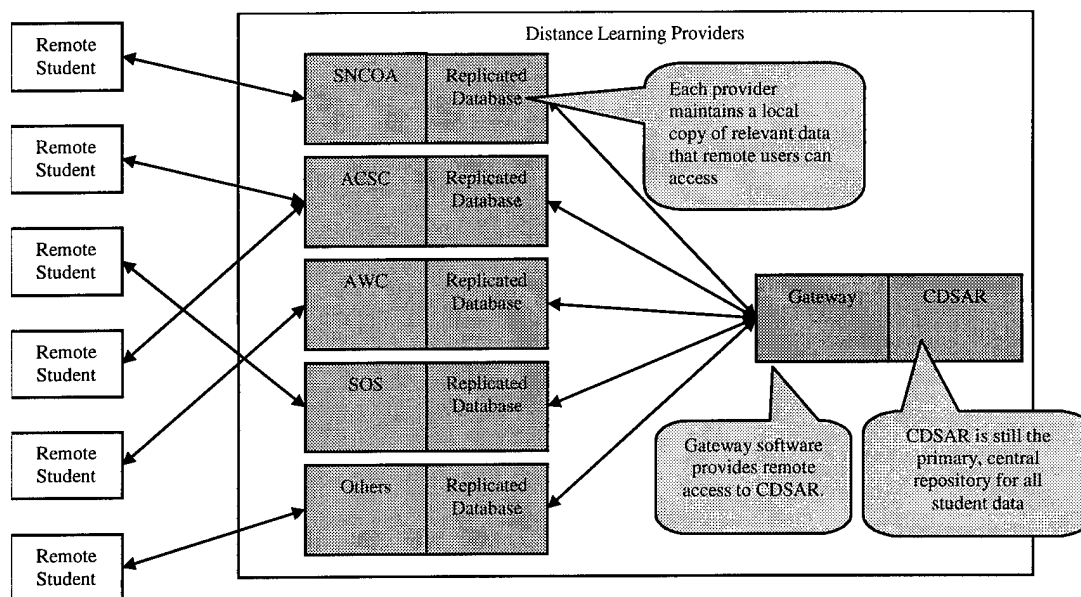 Distance Learning Providers
Remote
Student
Remote
Student
Remote
Student
Remote
Student
Remote
Student
Remote
Student
SNCOA
Replicated
Database
ACSC
Replicated
Database
AWC
Replicated
Database
SOS
Replicated
Database
Others
Replicated
Database
Each provider
maintains a local
copy of relevant data
that remote users can
access
Gateway
CDSAR
Gateway software
provides remote
access to CDSAR.
CDSAR is still the
primary, central
repository for all
student data